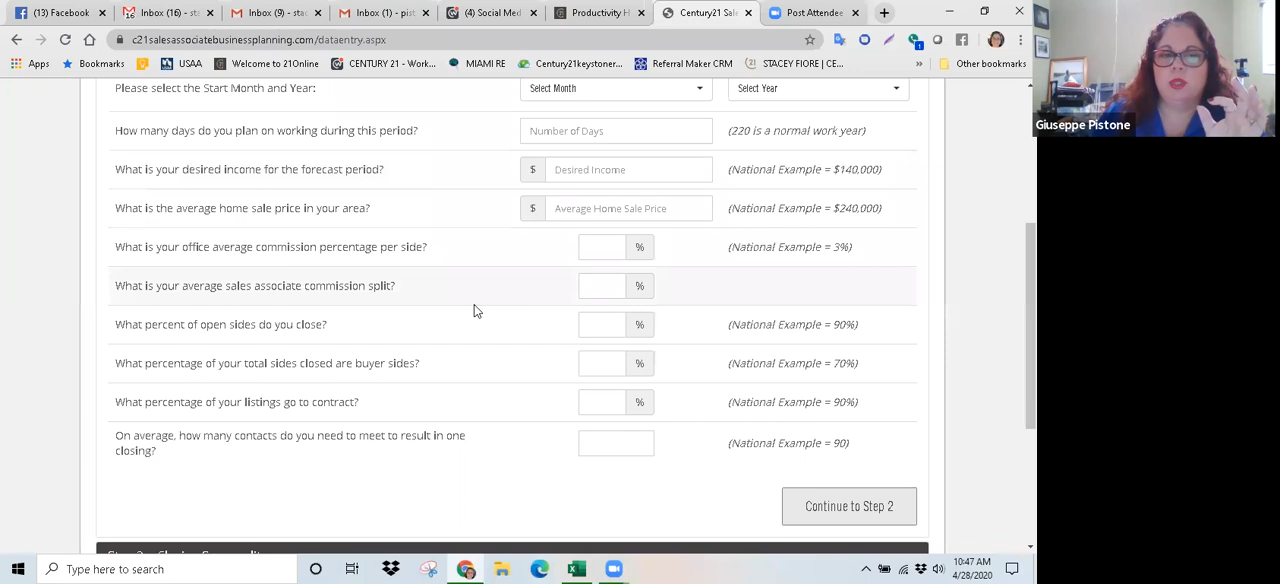 (13) Facebook
Inbox (16) - sta
Inbox (9) - stac
Inbox (1) - pist
(4) Social Med
Productivity H
Century21 Sale
Post Attendee
c21salesassociatebusinessplanning.com/dataentry.aspx
Apps
Bookmarks
USAA
Welcome to 21Online
CENTURY 21 - Work...
MIAMI RE
Century21keystoner...
Referral Maker CRM
STACEY FIORE | CE...
»
Other bookmarks
Please select the Start Month and Year:
Select Month
Select Year
How many days do you plan on working during this period?
Number of Days
(220 is a normal work year)
What is your desired income for the forecast period?
$
Desired Income
(National Example = $140,000)
What is the average home sale price in your area?
$
Average Home Sale Price
(National Example = $240,000)
What is your office average commission percentage per side?
%
(National Example = 3%)
What is your average sales associate commission split?
%
What percent of open sides do you close?
%
(National Example = 90%)
What percentage of your total sides closed are buyer sides?
%
(National Example = 70%)
What percentage of your listings go to contract?
%
(National Example = 90%)
On average, how many contacts do you need to meet to result in one
closing?
(National Example = 90)
Continue to Step 2
Giuseppe Pistone
Type here to search
10:47 AM
4/28/2020